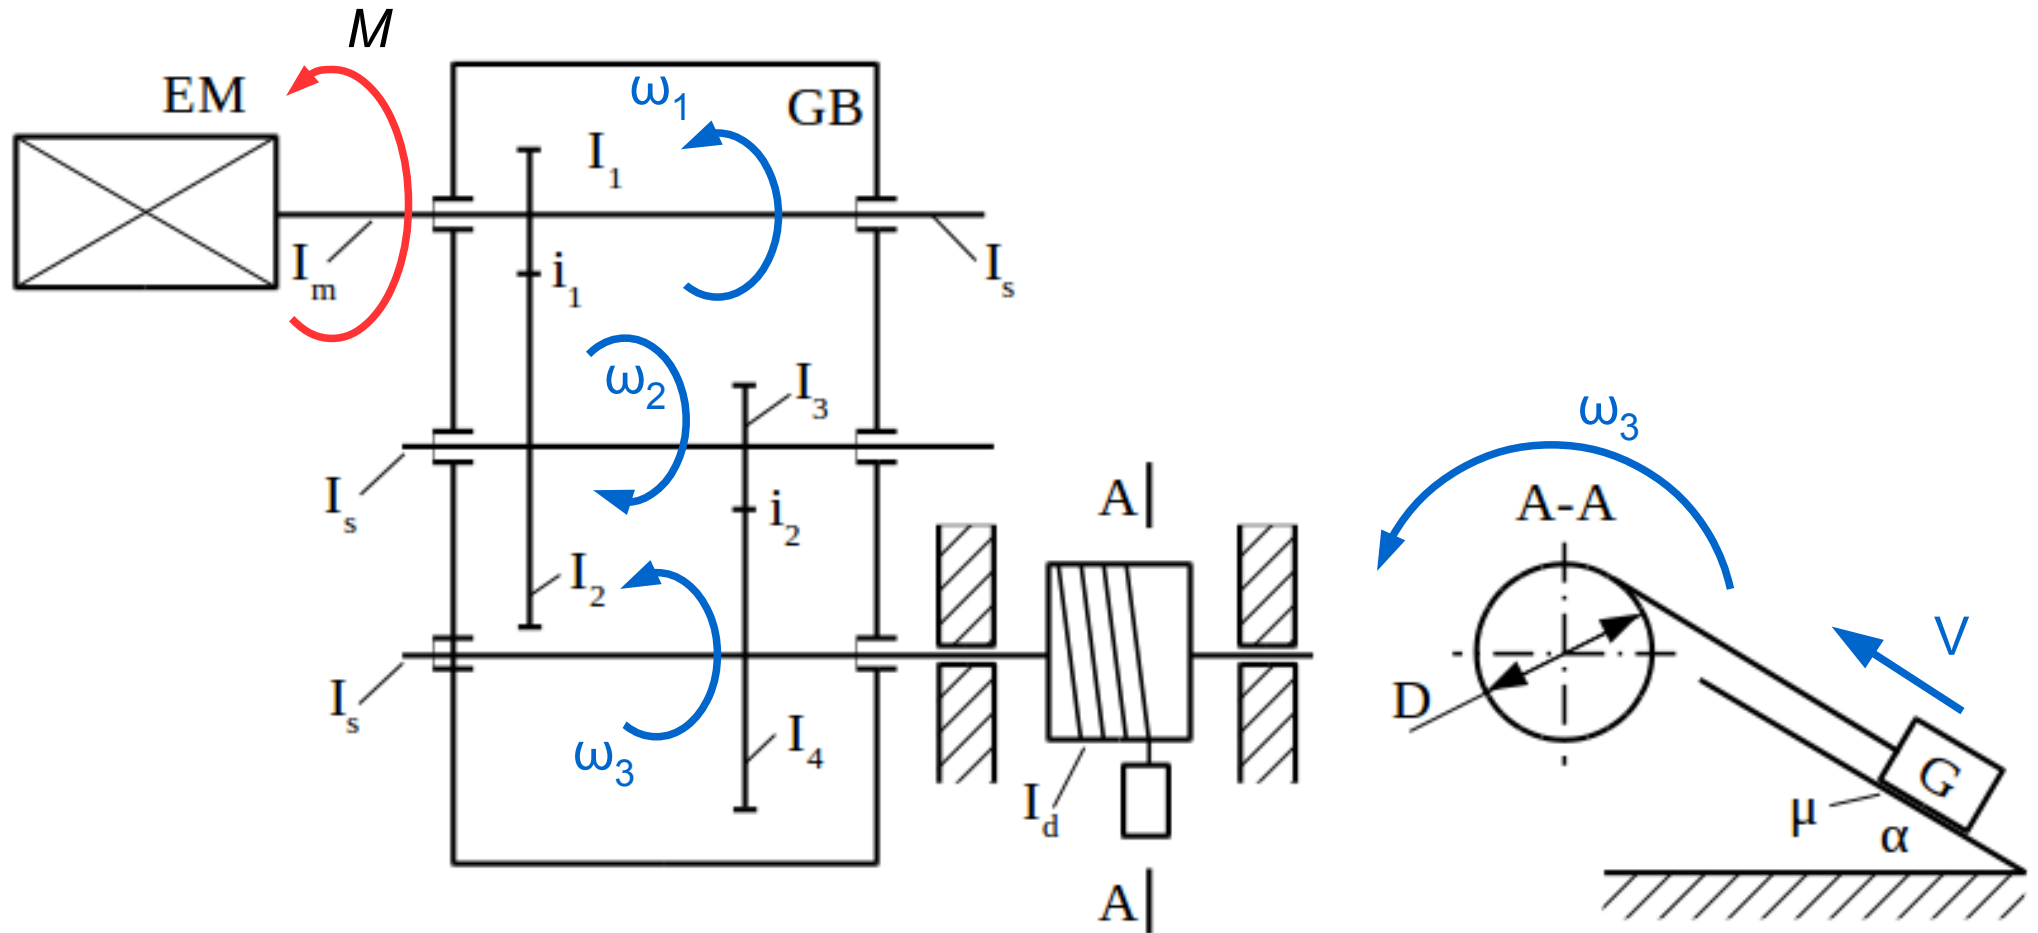 M
EM
ω1
GB
I1
Im
i1
Is
ω2
I3
ω3
Is
A
A-A
i2
I2
V
Is
D
I4
ω3
G
Id
μ
α
A